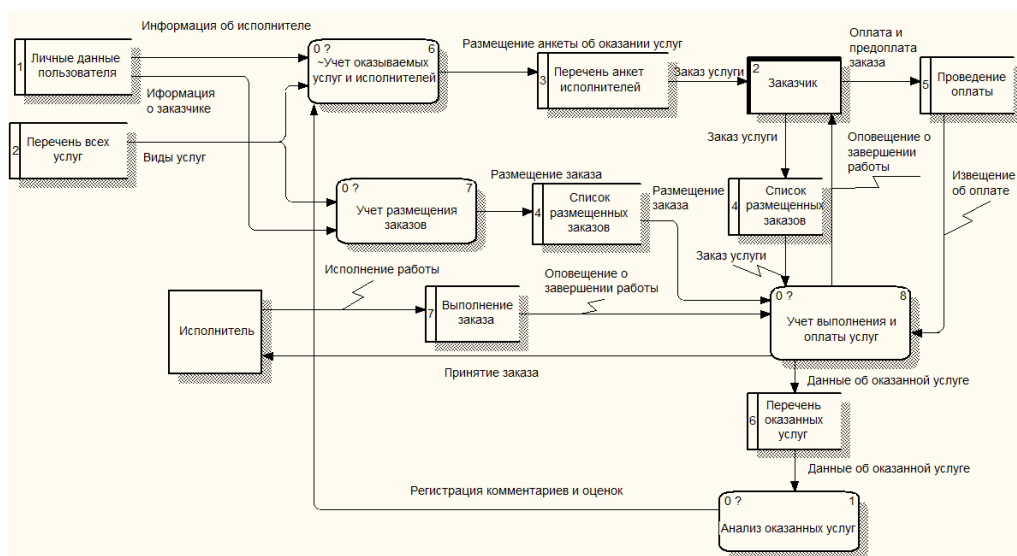 Информация об исполнителе
1
Личные данные
пользователя
Иформация
о заказчике
2
Перечень всех
услуг
Виды услуг
0 ?
6
~Учет оказываемых
услуг и исполнителей
Размещение анкеты об оказании услуг
3
Перечень анкет
исполнителей
Заказ услуги
2
Заказчик
Оплата и
предоплата
заказа
5
Проведение
оплаты
Заказ услуги
Оповещение о
завершении
работы
Извещение
об оплате
0 ?
7
Учет размещения
заказов
Размещение заказа
4
Список
размещенных
заказов
Размещение
заказа
4
Список
размещенных
заказов
Заказ услуги
Исполнитель
Исполнение работы
7
Выполнение
заказа
Оповещение о
завершении работы
0 ?
8
Учет выполнения и
оплаты услуг
Принятие заказа
Данные об оказанной услуге
6
Перечень
оказанных
услуг
Данные об оказанной услуге
Регистрация комментариев и оценок
0 ?
1
Анализ оказанных услуг